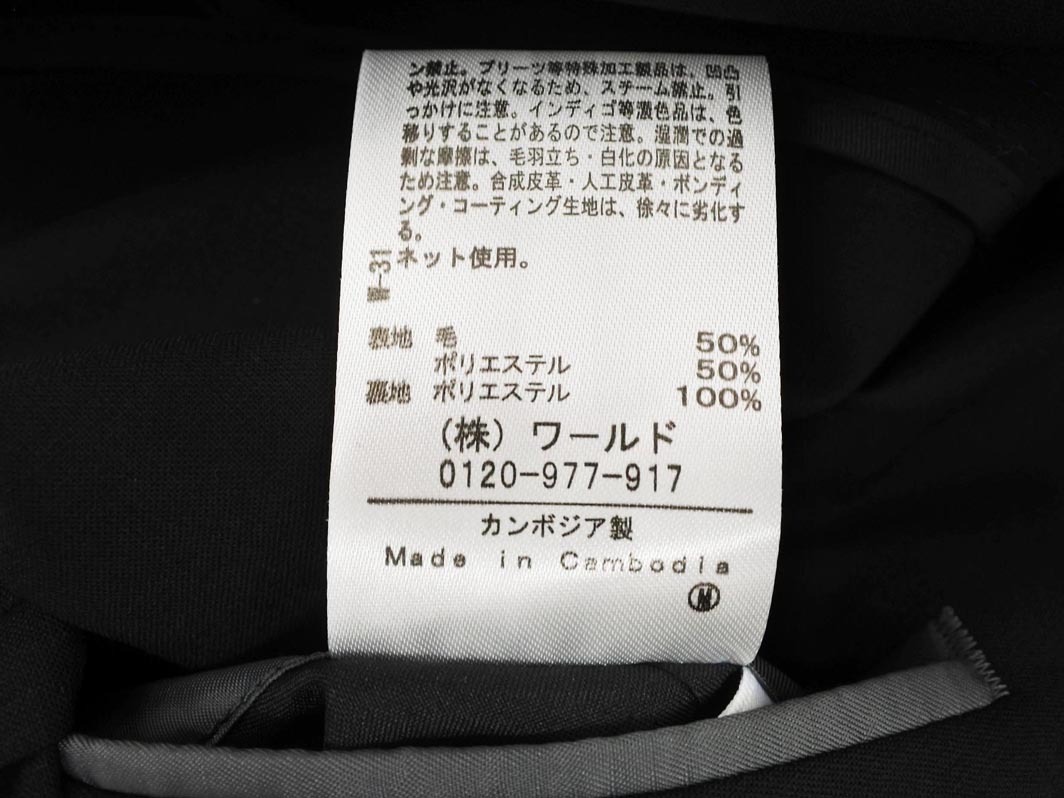 ン禁止。プリーツ等特殊加工製品は、凹凸
や光沢がなくなるため、スチーム禁止。引
っかけに注意。インディゴ等濃色品は、色
移りすることがあるので注意。湿潤での過
剰な摩擦は、毛羽立ち・白化の原因となる
ため注意。合成皮革・人工皮革・ボンディ
ング・コーティング生地は、徐々に劣化す
る。
ネット使用。
W-31
表地 毛 50%
ポリエステル 50%
裏地 ポリエステル 100%
(株) ワールド
0120-977-917
カンボジア製
Made in Cambodia
M